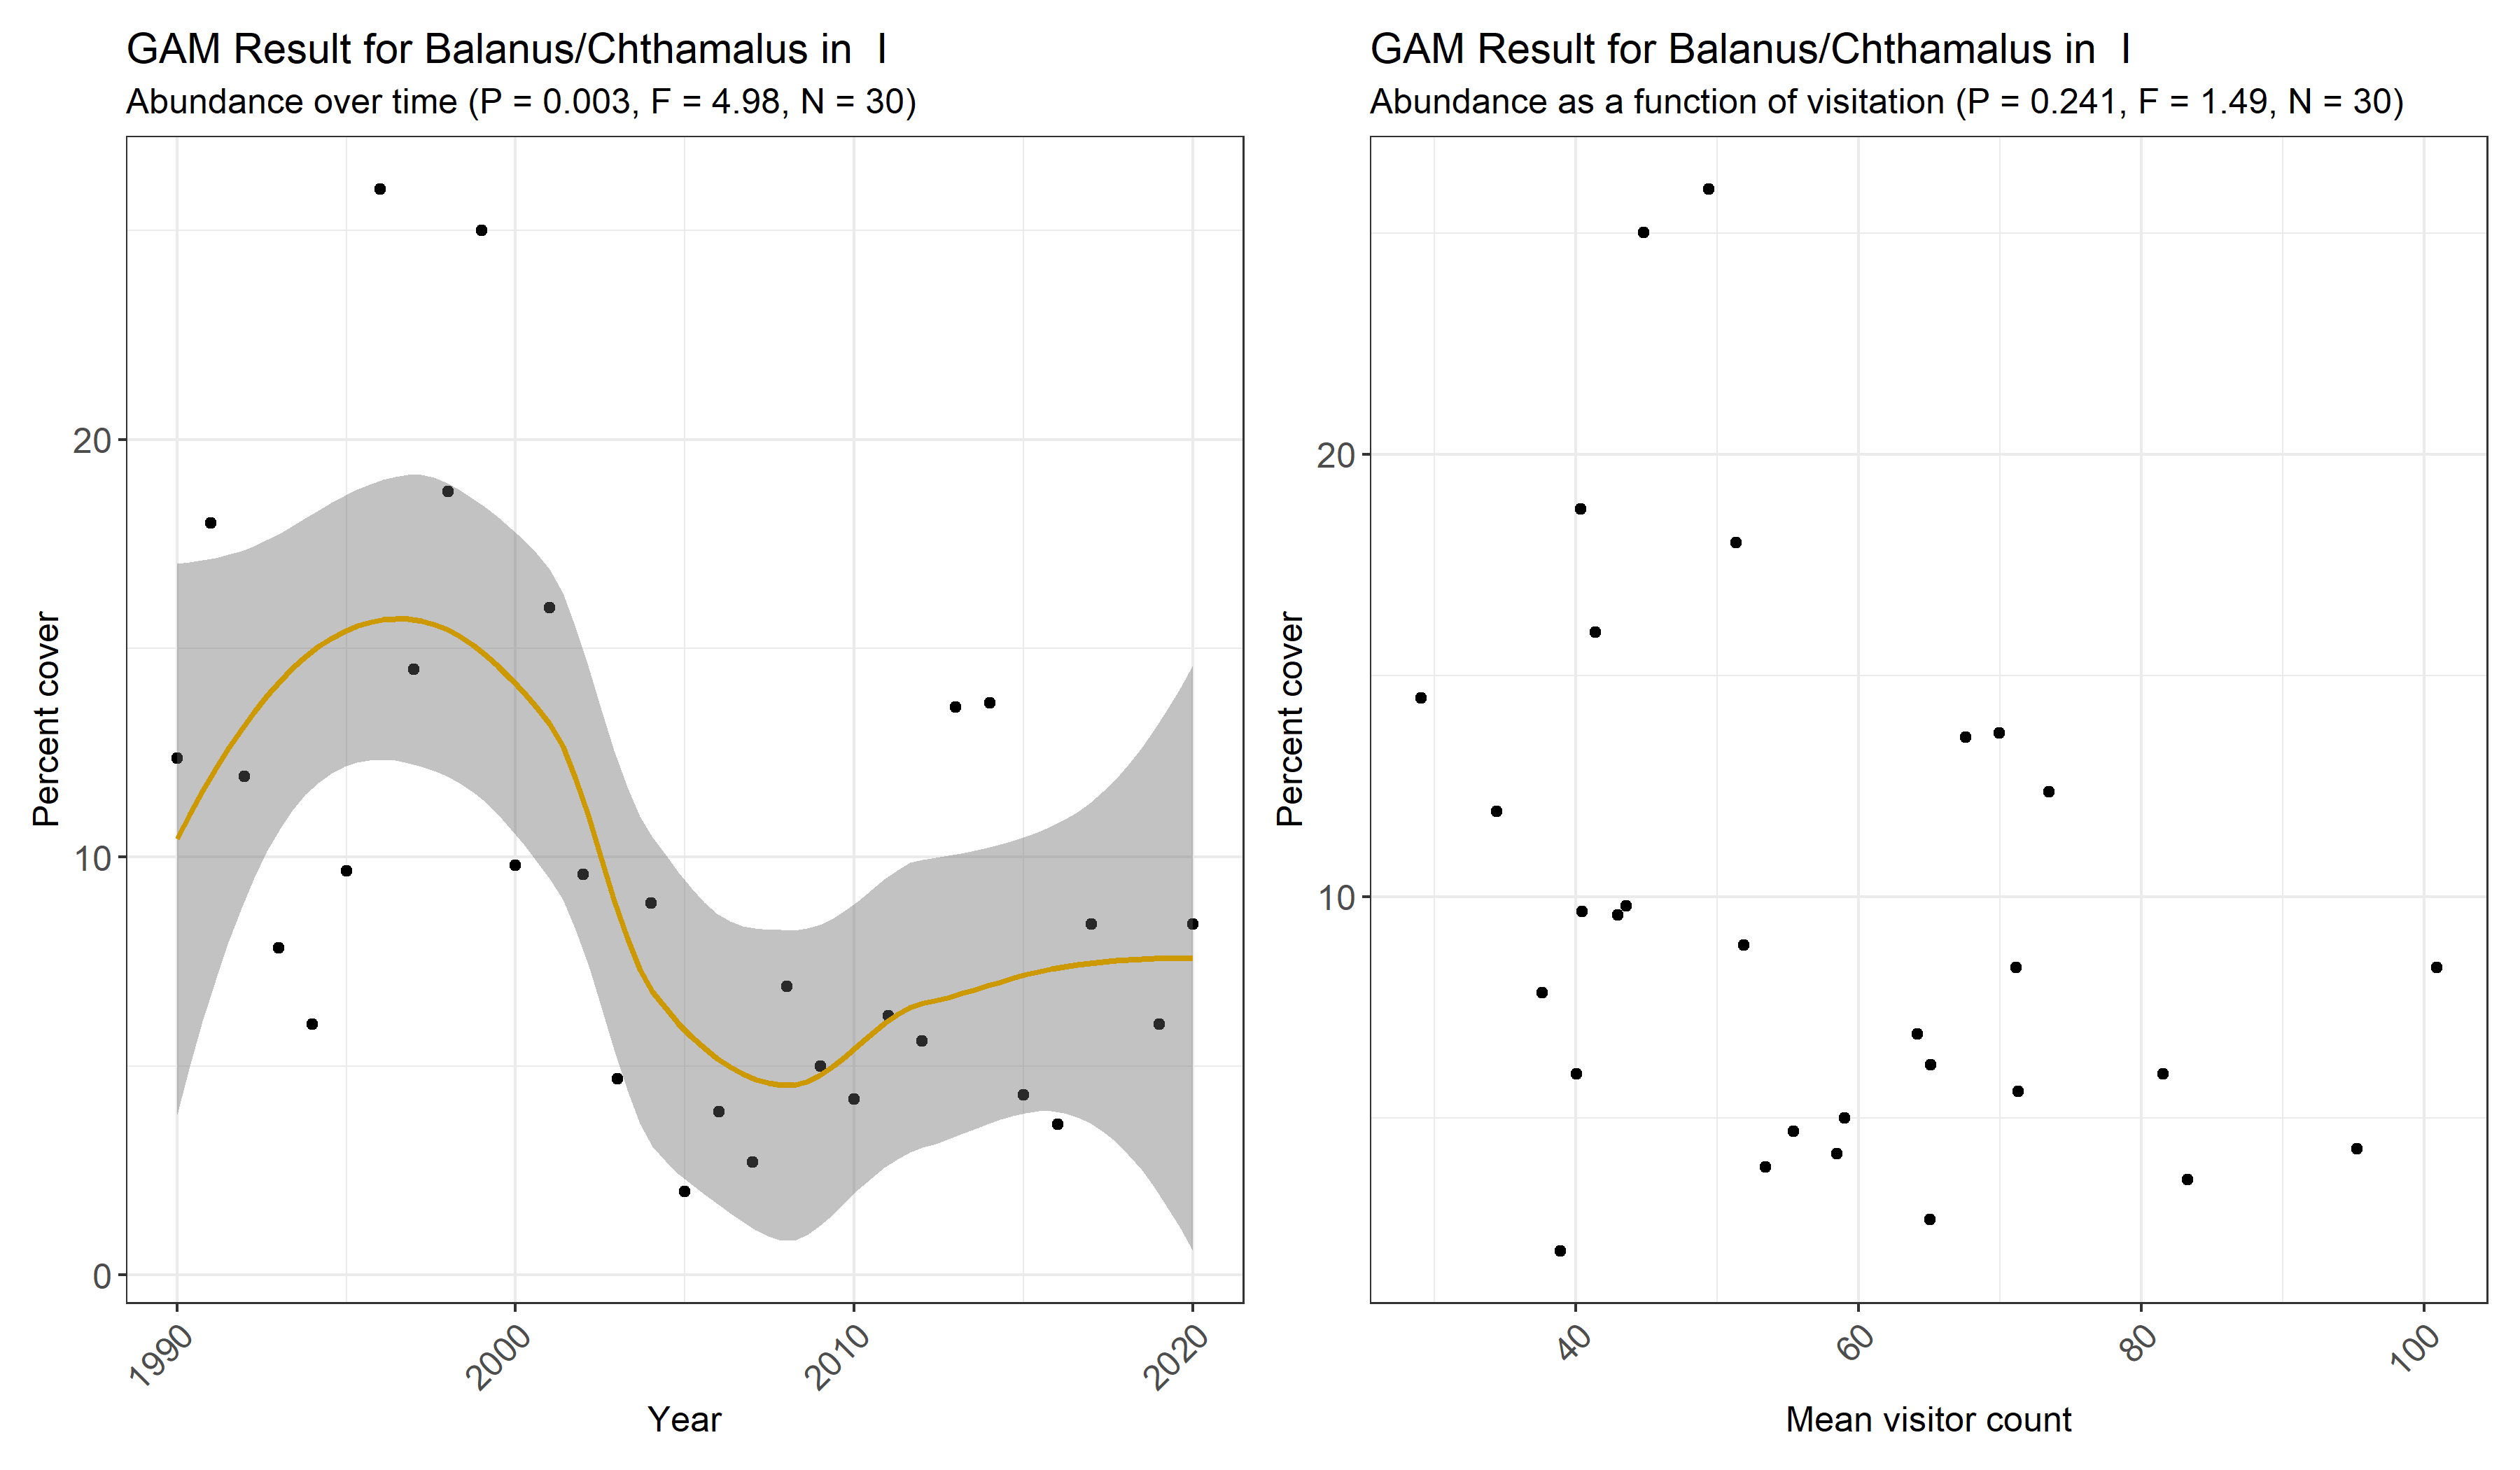 GAM Result for Balanus/Chthamalus in  I
Abundance over time (P = 0.003, F = 4.98, N = 30)
Percent cover
20
10
0
1990
2000
2010
2020
Year
GAM Result for Balanus/Chthamalus in  I
Abundance as a function of visitation (P = 0.241, F = 1.49, N = 30)
Percent cover
20
10
40
60
80
100
Mean visitor count